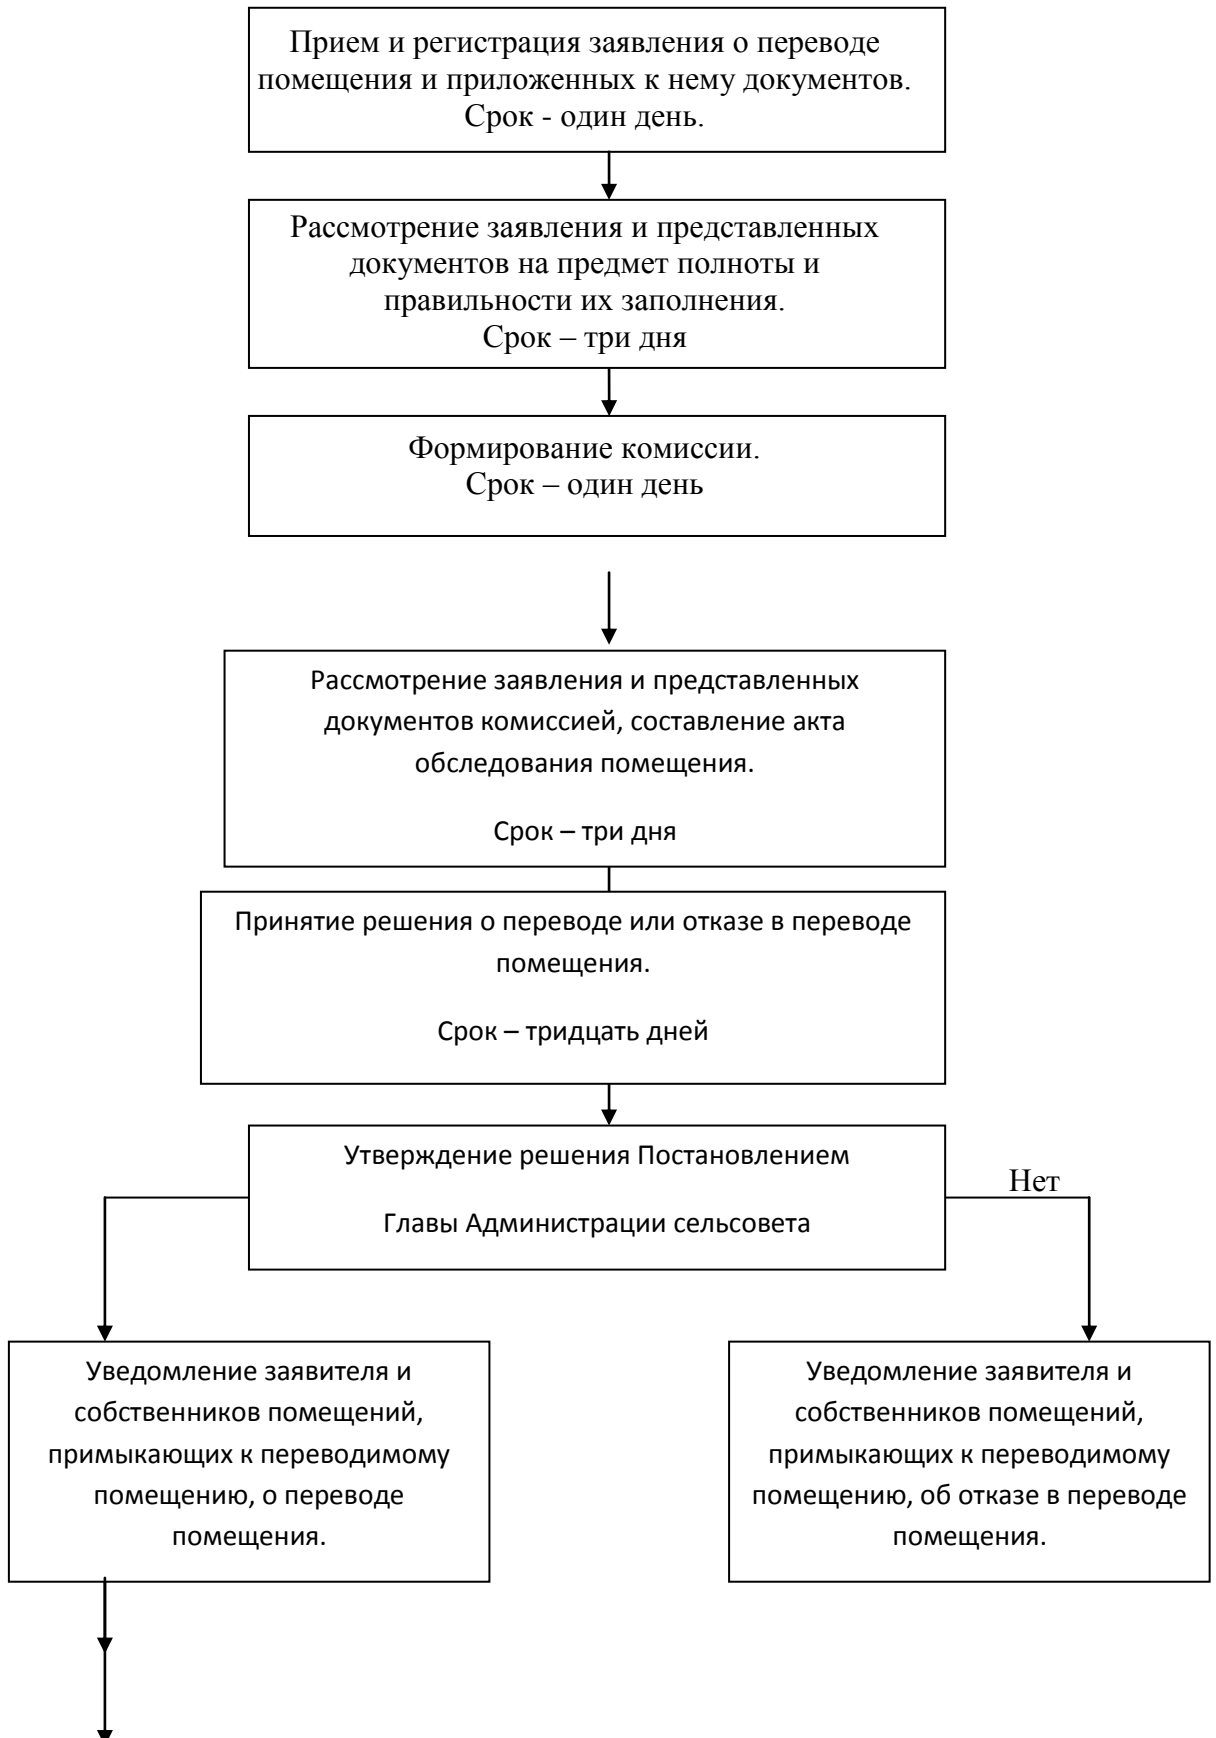 Прием и регистрация заявления о переводе
помещения и приложенных к нему документов.
Срок - один день.
Рассмотрение заявления и представленных
документов на предмет полноты и
правильности их заполнения.
Срок – три дня
Формирование комиссии.
Срок – один день
Рассмотрение заявления и представленных
документов комиссией, составление акта
обследования помещения.
Срок – три дня
Принятие решения о переводе или отказе в переводе
помещения.
Срок – тридцать дней
Утверждение решения Постановлением
Главы Администрации сельсовета
Нет
Уведомление заявителя и
собственников помещений,
примыкающих к переводимому
помещению, о переводе
помещения.
Уведомление заявителя и
собственников помещений,
примыкающих к переводимому
помещению, об отказе в переводе
помещения.